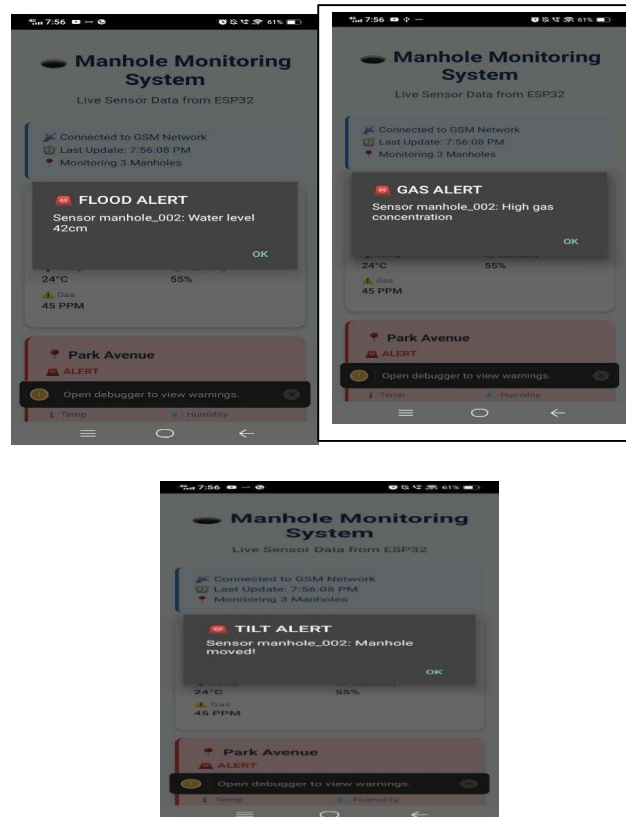 7:56
61%
Manhole Monitoring
System
Live Sensor Data from ESP32
Connected to GSM Network
Last Update: 7:56:08 PM
Monitoring 3 Manholes
FLOOD ALERT
Sensor manhole_002: Water level
42cm
OK
24°C
55%
Gas
45 PPM
Park Avenue
ALERT
Open debugger to view warnings.
Temp
Humidity
7:56
61%
Manhole Monitoring
System
Live Sensor Data from ESP32
Connected to GSM Network
Last Update: 7:56:08 PM
Monitoring 3 Manholes
GAS ALERT
Sensor manhole_002: High gas
concentration
OK
24°C
55%
Gas
45 PPM
Park Avenue
ALERT
Open debugger to view warnings.
Temp
Humidity
7:56
61%
Manhole Monitoring
System
Live Sensor Data from ESP32
Connected to GSM Network
Last Update: 7:56:08 PM
Monitoring 3 Manholes
TILT ALERT
Sensor manhole_002: Manhole
moved!
OK
24°C
55%
Gas
45 PPM
Park Avenue
ALERT
Open debugger to view warnings.
Temp
Humidity